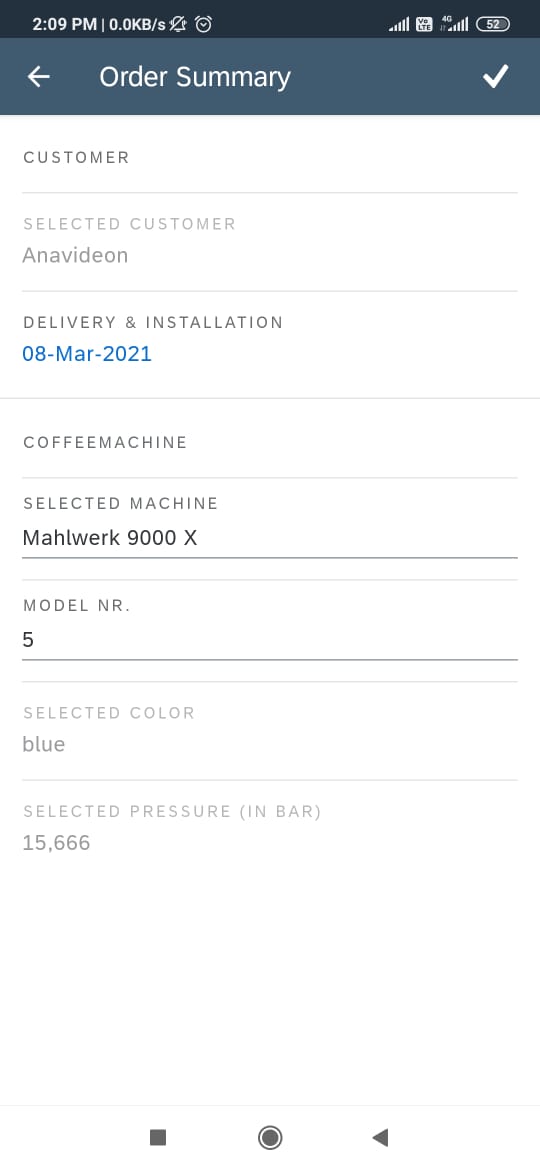 2:09 PM | 0.0KB/s
Vo LTE 4G 52
Order Summary
CUSTOMER
SELECTED CUSTOMER
Anavideon
DELIVERY & INSTALLATION
08-Mar-2021
COFFEEMACHINE
SELECTED MACHINE
Mahlwerk 9000 X
MODEL NR.
5
SELECTED COLOR
blue
SELECTED PRESSURE (IN BAR)
15,666